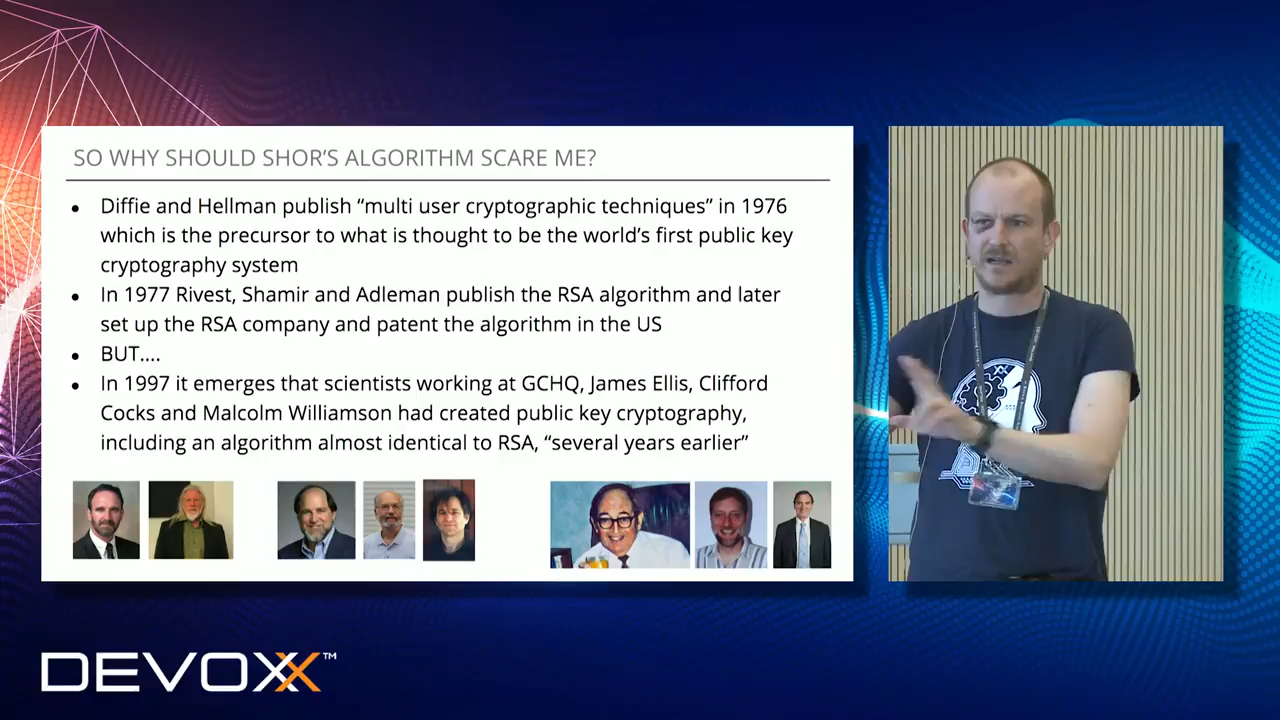 SO WHY SHOULD SHOR'S ALGORITHM SCARE ME?
● Diffie and Hellman publish “multi user cryptographic techniques” in 1976
which is the precursor to what is thought to be the world's first public key
cryptography system
● In 1977 Rivest, Shamir and Adleman publish the RSA algorithm and later
set up the RSA company and patent the algorithm in the US
● BUT....
● In 1997 it emerges that scientists working at GCHQ, James Ellis, Clifford
Cocks and Malcolm Williamson had created public key cryptography,
including an algorithm almost identical to RSA, “several years earlier”
DEVOXX™